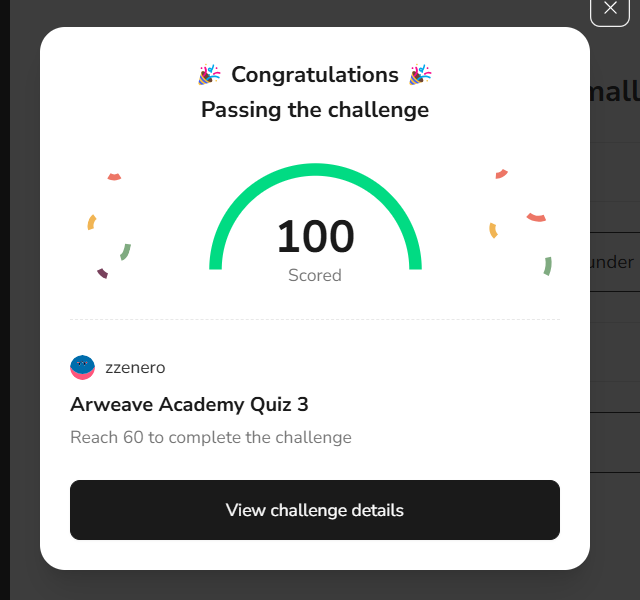 🎉 Congratulations 🎉
Passing the challenge
100
Scored
zzenero
Arweave Academy Quiz 3
Reach 60 to complete the challenge
View challenge details
under